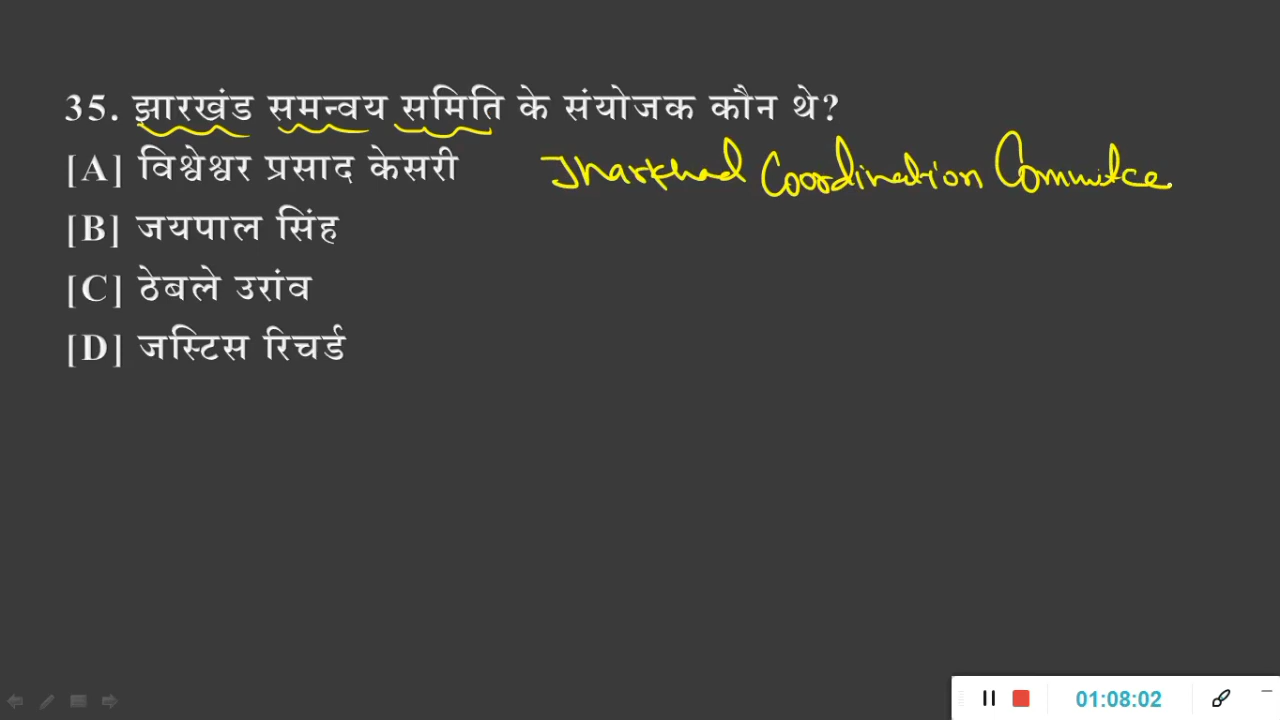 35. झारखंड समन्वय समिति के संयोजक कौन थे?
[A] विश्वेश्वर प्रसाद केसरी
Jharkhad Coordination Committee
[B] जयपाल सिंह
[C] ठेबले उरांव
[D] जस्टिस रिचर्ड
01:08:02